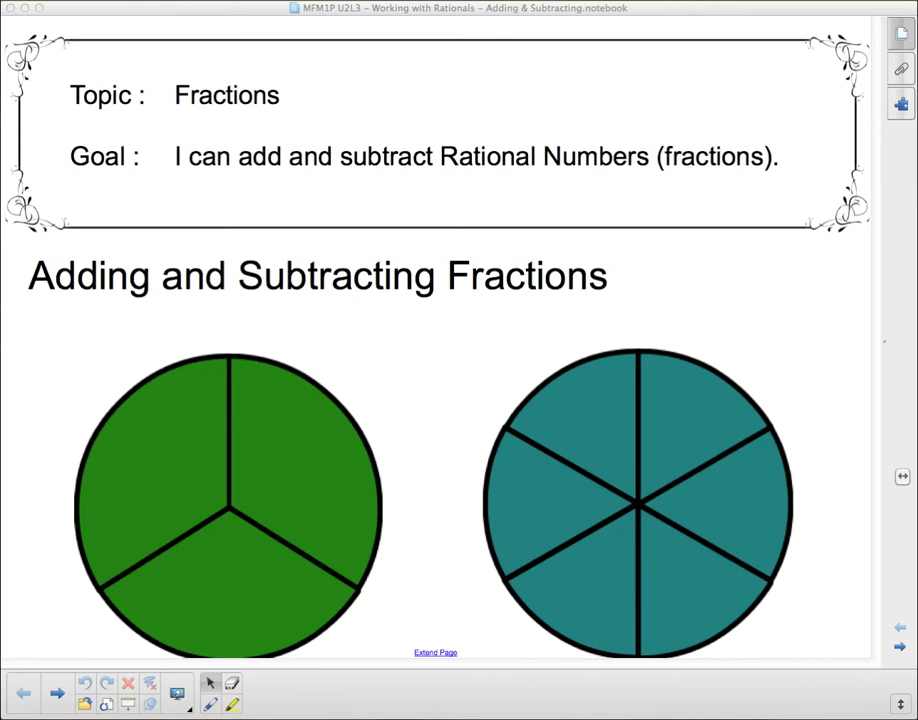 MFM1P U2L3 – Working with Rationals – Adding & Subtracting.notebook
Topic : Fractions
Goal : I can add and subtract Rational Numbers (fractions).
Adding and Subtracting Fractions
Extend Page